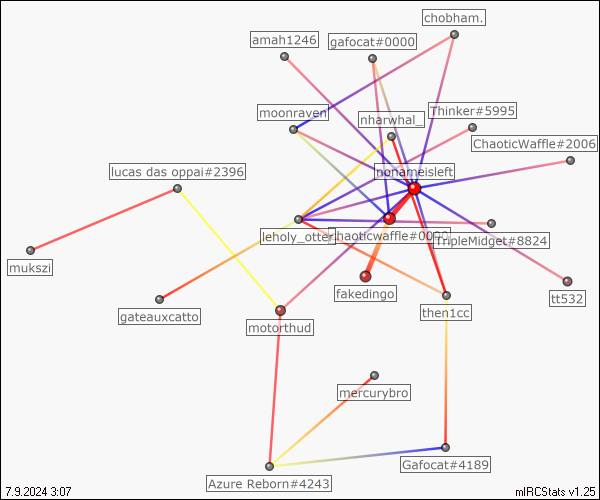 chobham.
amah1246
gafocat#0000
moonraven
nharwhal_
Thinker#5995
ChaoticWaffle#2006
lucas das oppai#2396
nonameisleft
leholy_otter
TripleMidget#8824
mukszi
gateauxcatto
fakedingo
tt532
then1cc
motorthud
mercurybro
Gafocat#4189
Azure Reborn#4243
7.9.2024 3:07
mIRCStats v1.25